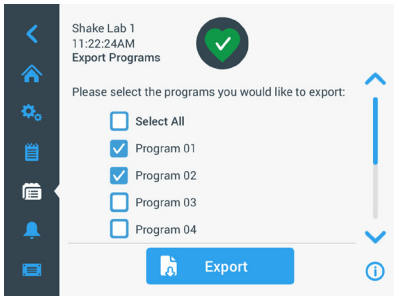 Shake Lab 1
11:22:24AM
Export Programs
Please select the programs you would like to export:
Select All
Program 01
Program 02
Program 03
Program 04
Export